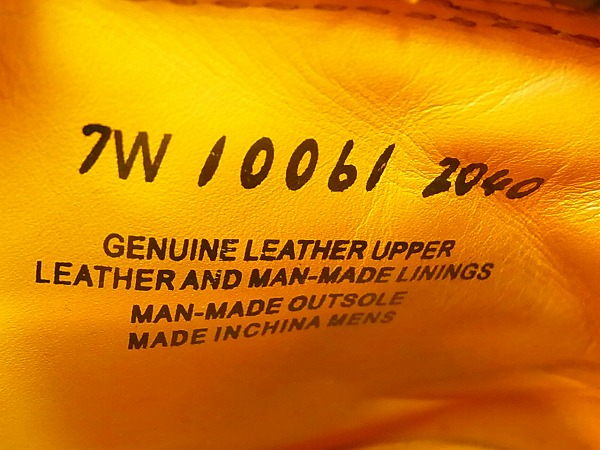 7W 10061 2040
GENUINE LEATHER UPPER
LEATHER AND MAN-MADE LININGS
MAN-MADE OUTSOLE
MADE INCHINA MENS